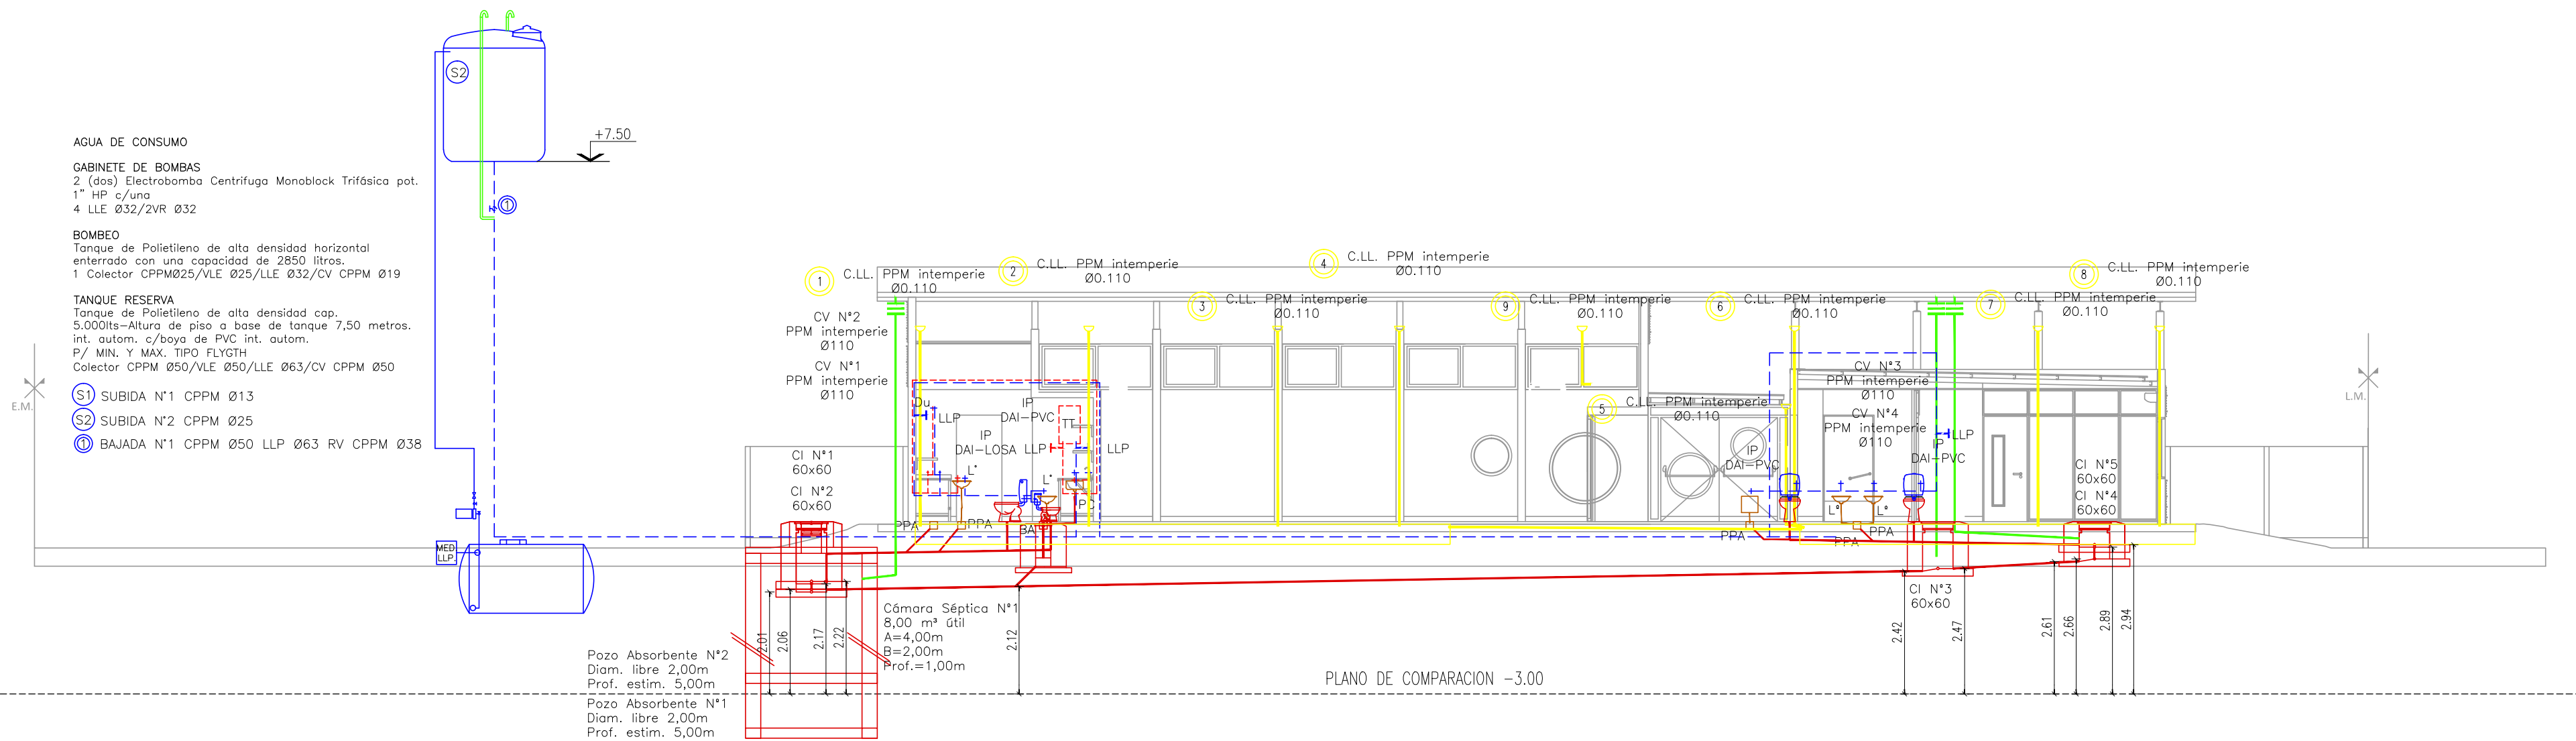 S2
+7.50
AGUA DE CONSUMO
GABINETE DE BOMBAS
2 (dos) Electrobomba Centrifuga Monoblock Trifásica pot.
1" HP c/una
4 LLE Ø32/2VR Ø32
1
BOMBEO
Tanque de Polietileno de alta densidad horizontal
enterrado con una capacidad de 2850 litros.
1 Colector CPPMØ25/VLE Ø25/LLE Ø32/CV CPPM Ø19
TANQUE RESERVA
Tanque de Polietileno de alta densidad cap.
5.000lts-Altura de piso a base de tanque 7,50 metros.
int. autom. c/boya de PVC int. autom.
P/ MIN. Y MAX. TIPO FLYGTH
Colector CPPM Ø50/VLE Ø50/LLE Ø63/CV CPPM Ø50
S1 SUBIDA N°1 CPPM Ø13
S2 SUBIDA N°2 CPPM Ø25
1 BAJADA N°1 CPPM Ø50 LLP Ø63 RV CPPM Ø38
E.M.
MED
LLP.
1
C.LL. PPM intemperie
Ø0.110
2
C.LL. PPM intemperie
Ø0.110
4
C.LL. PPM intemperie
Ø0.110
8
C.LL. PPM intemperie
Ø0.110
3
C.LL. PPM intemperie
Ø0.110
9
C.LL. PPM intemperie
Ø0.110
6
C.LL. PPM intemperie
Ø0.110
7
C.LL. PPM intemperie
Ø0.110
5
C.LL. PPM intemperie
Ø0.110
CV N°2
PPM intemperie
Ø110
CV N°1
PPM intemperie
Ø110
CV N°3
PPM intemperie
Ø110
CV N°4
PPM intemperie
Ø110
L.M.
Du
LLP
IP
DAI-PVC
IP
DAI-LOSA
LLP
TT
LLP
L°
L°
PC
PPA
PPA
BA
IP
DAI-PVC
LLP
IP
DAI-PVC
L°
L°
PPA
PPA
PPA
CI N°1
60x60
CI N°2
60x60
CI N°5
60x60
CI N°4
60x60
CI N°3
60x60
Cámara Séptica N°1
8,00 m³ útil
A=4,00m
B=2,00m
Prof.=1,00m
2.01
2.06
2.17
2.22
2.12
2.42
2.47
2.61
2.66
2.89
2.94
Pozo Absorbente N°2
Diam. libre 2,00m
Prof. estim. 5,00m
PLANO DE COMPARACION -3.00
Pozo Absorbente N°1
Diam. libre 2,00m
Prof. estim. 5,00m